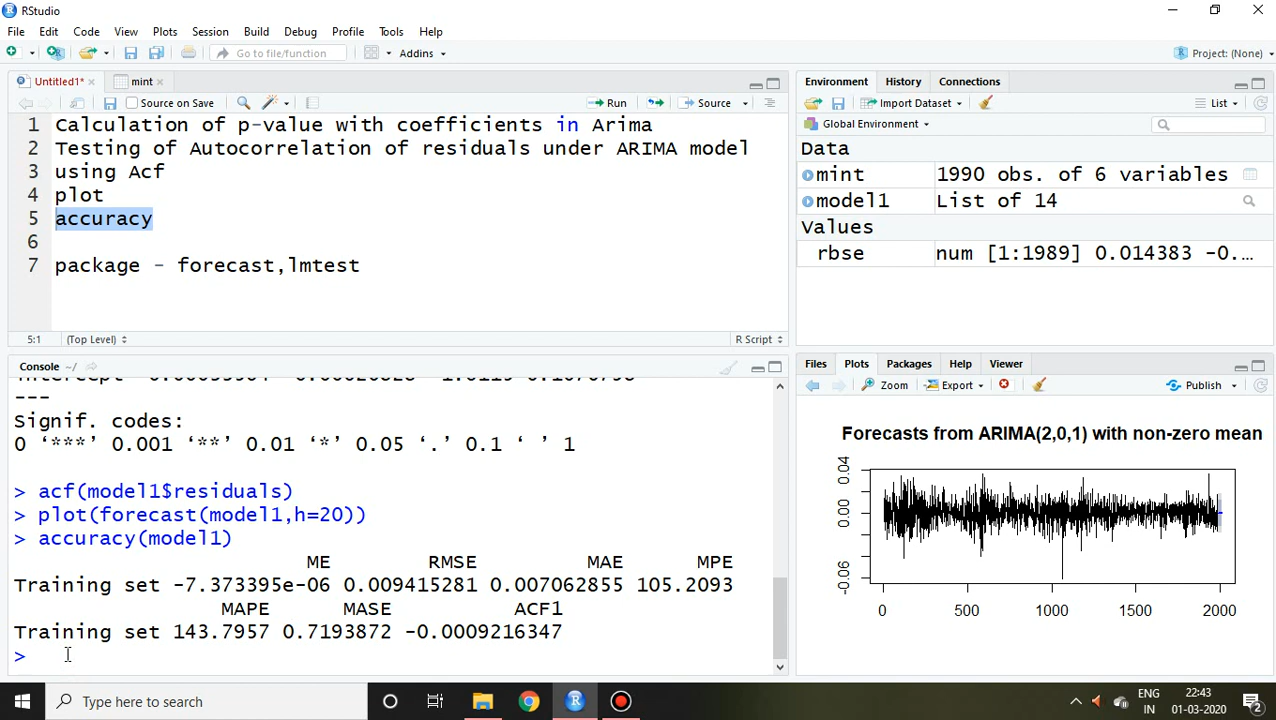 RStudio
File Edit Code View Plots Session Build Debug Profile Tools Help
Go to file/function Addins Project: (None)
Untitled1* mint
Source on Save Run Source
1 Calculation of p-value with coefficients in Arima
2 Testing of Autocorrelation of residuals under ARIMA model
3 using Acf
4 plot
5 accuracy
6
7 package - forecast,lmtest
5:1 (Top Level) R Script
Console ~/
---
Signif. codes:
0 ‘***’ 0.001 ‘**’ 0.01 ‘*’ 0.05 ‘.’ 0.1 ‘ ’ 1
> acf(model1$residuals)
> plot(forecast(model1,h=20))
> accuracy(model1)
ME RMSE MAE MPE
Training set -7.373395e-06 0.009415281 0.007062855 105.2093
MAPE MASE ACF1
Training set 143.7957 0.7193872 -0.0009216347
>
Environment History Connections
Import Dataset List
Global Environment
Data
mint 1990 obs. of 6 variables
model1 List of 14
Values
rbse num [1:1989] 0.014383 -0.…
Files Plots Packages Help Viewer
Zoom Export Publish
Forecasts from ARIMA(2,0,1) with non-zero mean
0.04
0.00
-0.06
0 500 1000 1500 2000
Type here to search
ENG 22:43
IN 01-03-2020
2